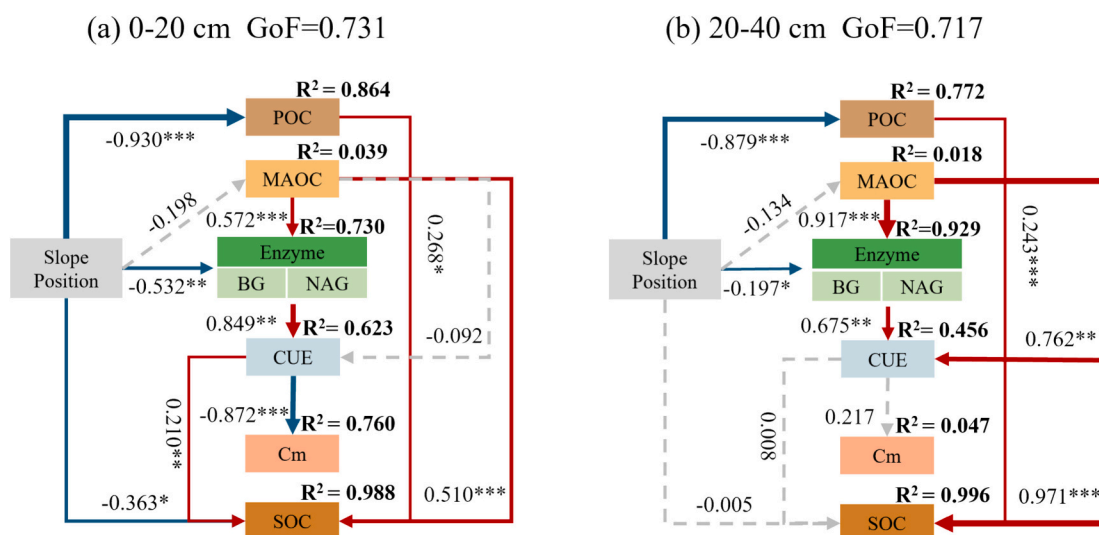 (a) 0-20 cm GoF=0.731
R² = 0.864
POC
-0.930***
R² = 0.039
MAOC
-0.198
0.572***
R² = 0.730
0.268*
Slope
Position
Enzyme
BG
NAG
-0.532**
0.849**
R² = 0.623
-0.092
CUE
0.210**
-0.872***
R² = 0.760
Cm
R² = 0.988
-0.363*
0.510***
SOC
(b) 20-40 cm GoF=0.717
R² = 0.772
POC
-0.879***
R² = 0.018
MAOC
-0.134
0.917***
R² = 0.929
0.243***
Slope
Position
Enzyme
BG
NAG
-0.197*
0.675**
R² = 0.456
0.762**
CUE
0.008
0.217
R² = 0.047
Cm
R² = 0.996
-0.005
0.971***
SOC